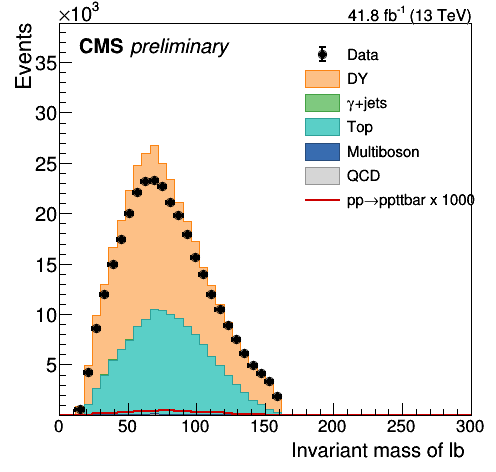 ×10³
41.8 fb⁻¹ (13 TeV)
Events
CMS preliminary
Data
DY
γ+jets
Top
Multiboson
QCD
pp→ppttbar x 1000
35
30
25
20
15
10
5
0 50 100 150 200 250 300
Invariant mass of lb